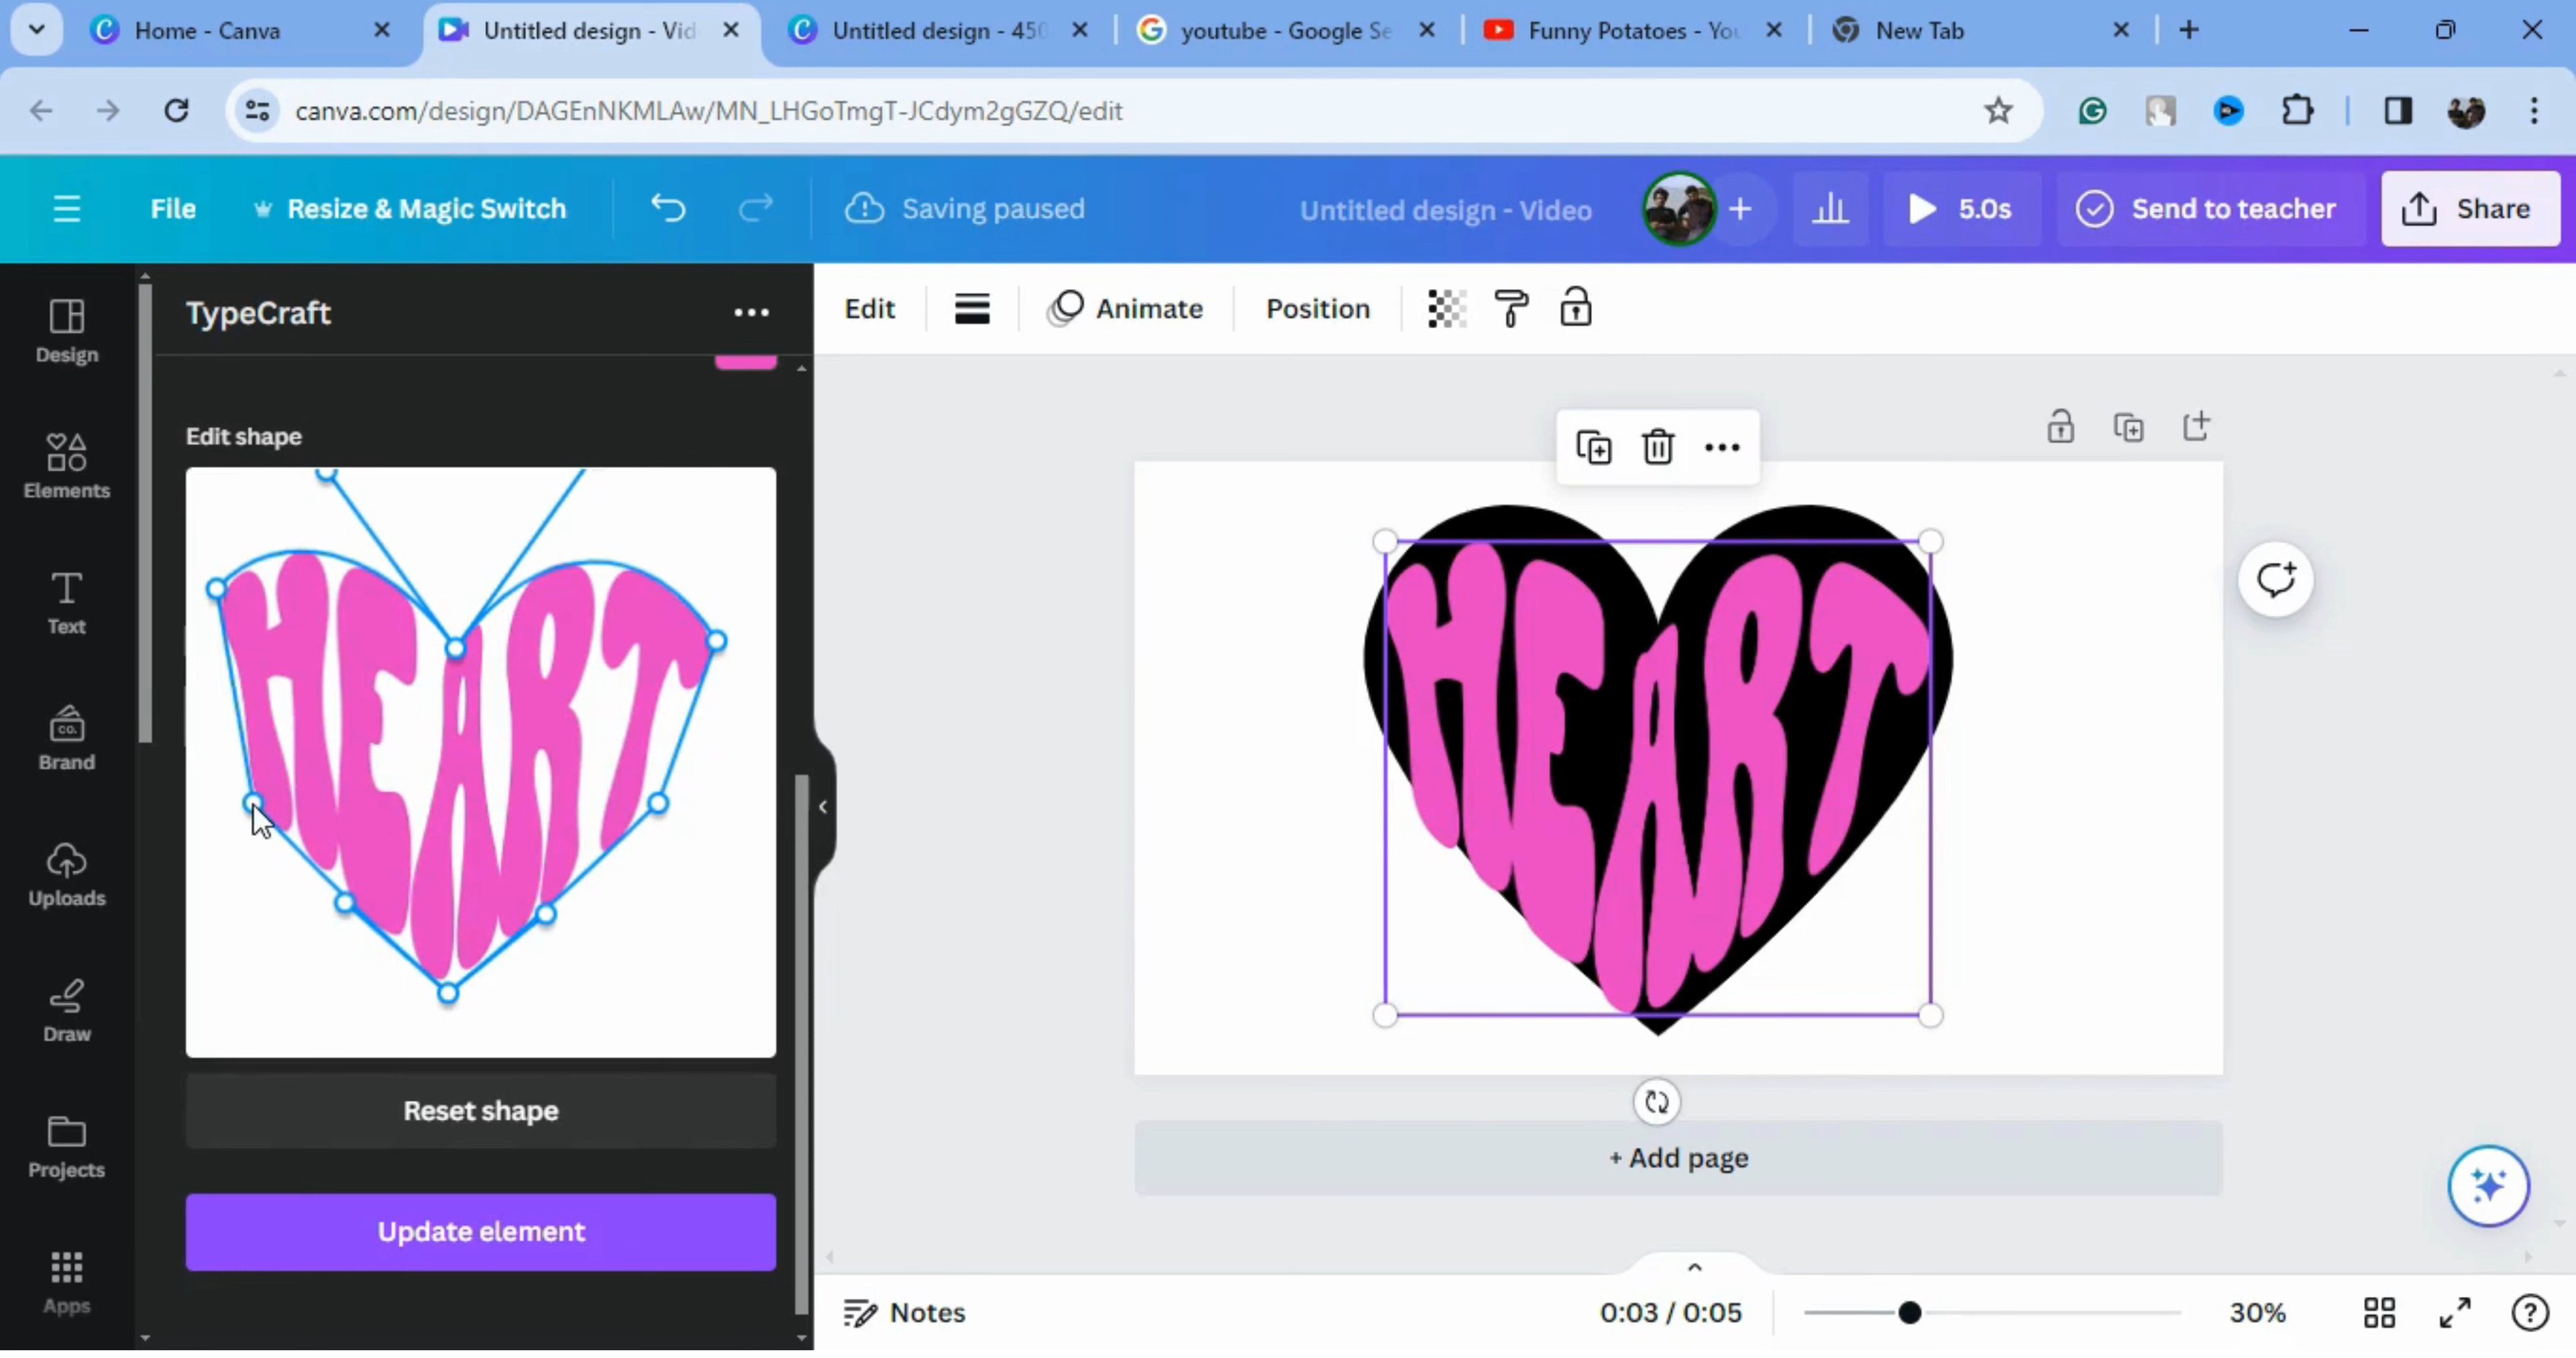 Home - Canva
Untitled design - Vid
Untitled design - 450
youtube - Google Se
Funny Potatoes - You
New Tab
canva.com/design/DAGEnNKMLAw/MN_LHGoTmgT-JCdym2gGZQ/edit
File
Resize & Magic Switch
Saving paused
Untitled design - Video
5.0s
Send to teacher
Share
Design
Elements
Text
CO.
Brand
Uploads
Draw
Projects
Apps
TypeCraft
Edit shape
HEART
Reset shape
Update element
Edit
Animate
Position
HEART
+ Add page
Notes
0:03 / 0:05
30%